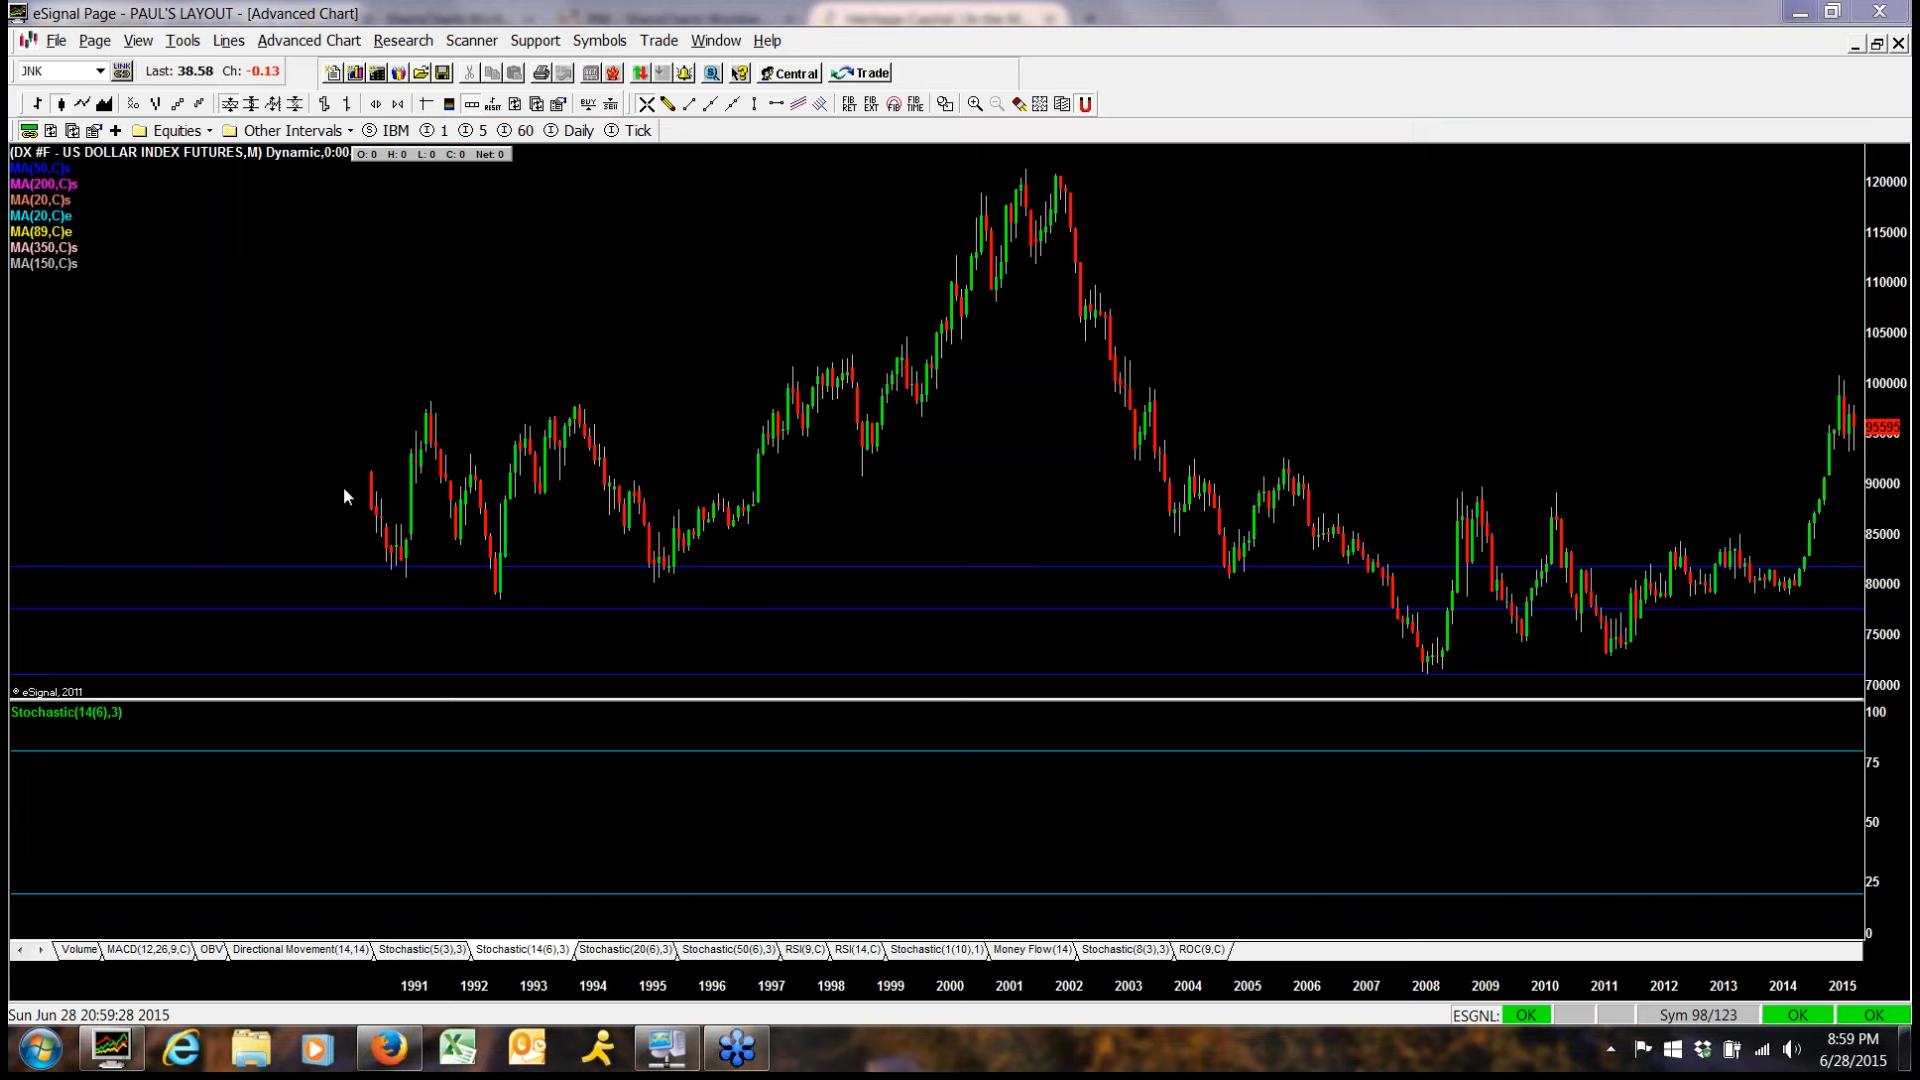 eSignal Page - PAUL'S LAYOUT - [Advanced Chart]
File Page View Tools Lines Advanced Chart Research Scanner Support Symbols Trade Window Help
JNK Last: 38.58 Ch: -0.13 Central Trade
BUY FIB RET FIB EXT FIB FIB TIME
Equities Other Intervals IBM 1 5 60 Daily Tick
(DX #F - US DOLLAR INDEX FUTURES,M) Dynamic,0:00 O: 0 H: 0 L: 0 C: 0 Net: 0
MA(50,C)s
MA(200,C)s
MA(20,C)s
MA(20,C)e
MA(89,C)e
MA(350,C)s
MA(150,C)s
120000
115000
110000
105000
100000
95595
95000
90000
85000
80000
75000
70000
© eSignal, 2011
Stochastic(14(6),3)
100
75
50
25
0
Volume MACD(12,26,9,C) OBV Directional Movement(14,14) Stochastic(5(3),3) Stochastic(14(6),3) Stochastic(20(6),3) Stochastic(50(6),3) RSI(9,C) RSI(14,C) Stochastic(1(10),1) Money Flow(14) Stochastic(8(3),3) ROC(9,C)
1991 1992 1993 1994 1995 1996 1997 1998 1999 2000 2001 2002 2003 2004 2005 2006 2007 2008 2009 2010 2011 2012 2013 2014 2015
Sun Jun 28 20:59:28 2015 ESGNL: OK Sym 98/123 OK OK
8:59 PM
6/28/2015